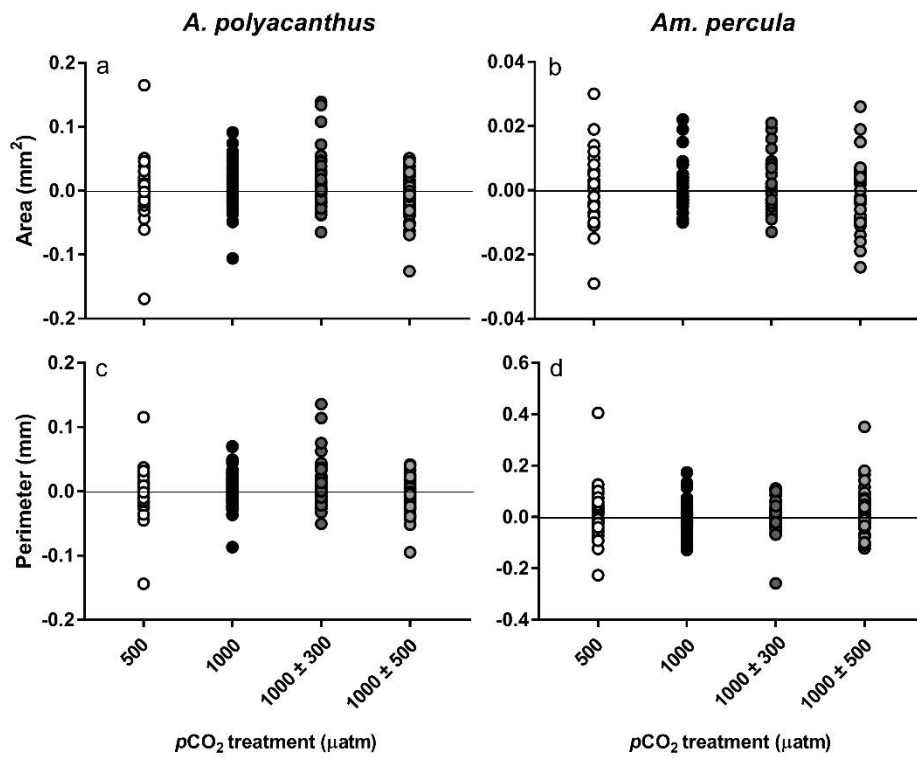 A. polyacanthus
Am. percula
a
Area (mm²)
0.2
0.1
0.0
-0.1
-0.2
b
0.04
0.02
0.00
-0.02
-0.04
c
Perimeter (mm)
0.2
0.1
0.0
-0.1
-0.2
d
0.6
0.4
0.2
0.0
-0.2
-0.4
500
1000
1000 ± 300
1000 ± 500
500
1000
1000 ± 300
1000 ± 500
pCO₂ treatment (µatm)
pCO₂ treatment (µatm)